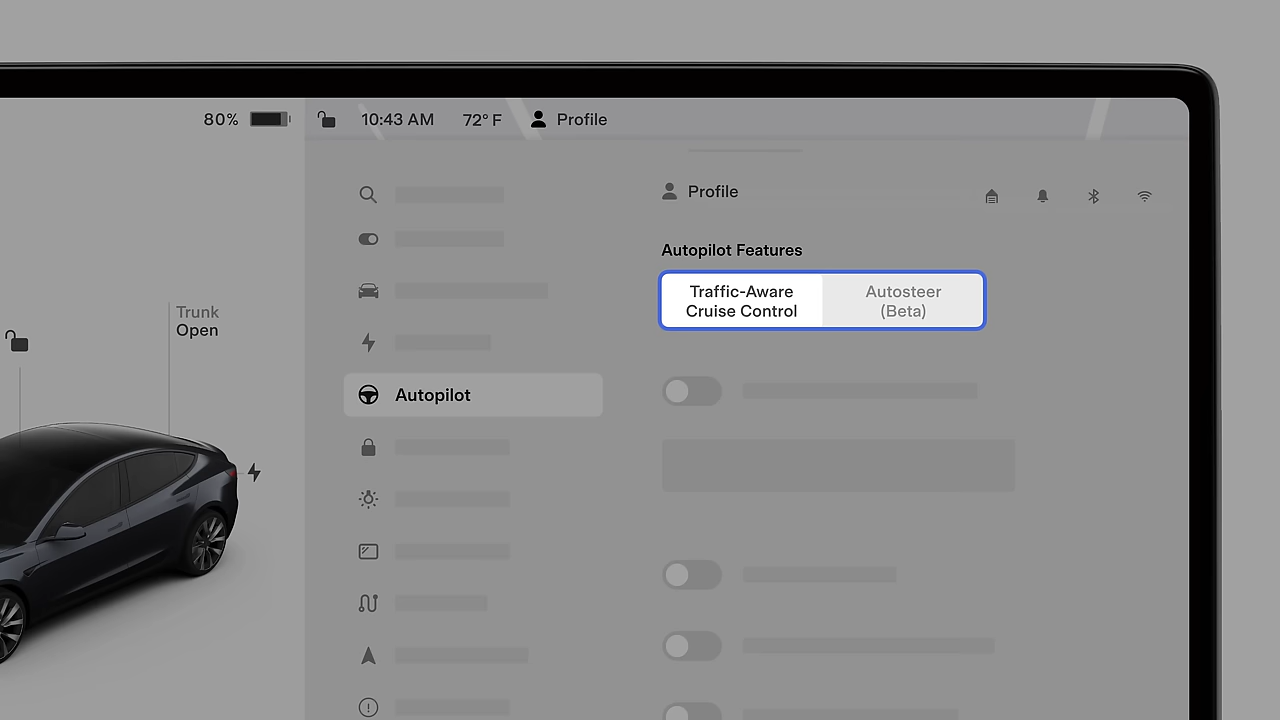 80%
10:43 AM
72° F
Profile
Profile
Autopilot Features
Traffic-Aware
Cruise Control
Autosteer
(Beta)
Trunk
Open
Autopilot